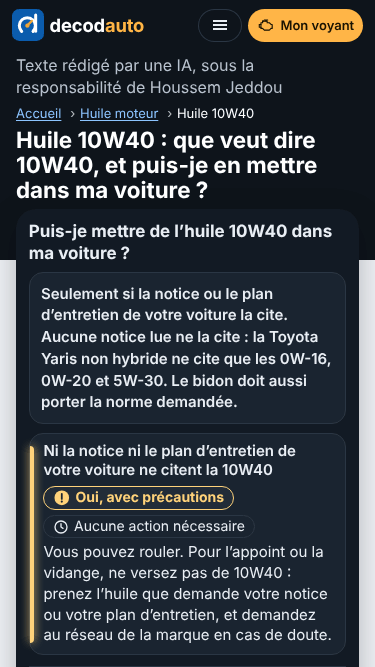 decodauto
Mon voyant
Texte rédigé par une IA, sous la
responsabilité de Houssem Jeddou
Accueil › Huile moteur › Huile 10W40
Huile 10W40 : que veut dire
10W40, et puis-je en mettre
dans ma voiture ?
Puis-je mettre de l’huile 10W40 dans
ma voiture ?
Seulement si la notice ou le plan
d’entretien de votre voiture la cite.
Aucune notice lue ne la cite : la Toyota
Yaris non hybride ne cite que les 0W-16,
0W-20 et 5W-30. Le bidon doit aussi
porter la norme demandée.
Ni la notice ni le plan d’entretien de
votre voiture ne citent la 10W40
Oui, avec précautions
Aucune action nécessaire
Vous pouvez rouler. Pour l’appoint ou la
vidange, ne versez pas de 10W40 :
prenez l’huile que demande votre notice
ou votre plan d’entretien, et demandez
au réseau de la marque en cas de doute.